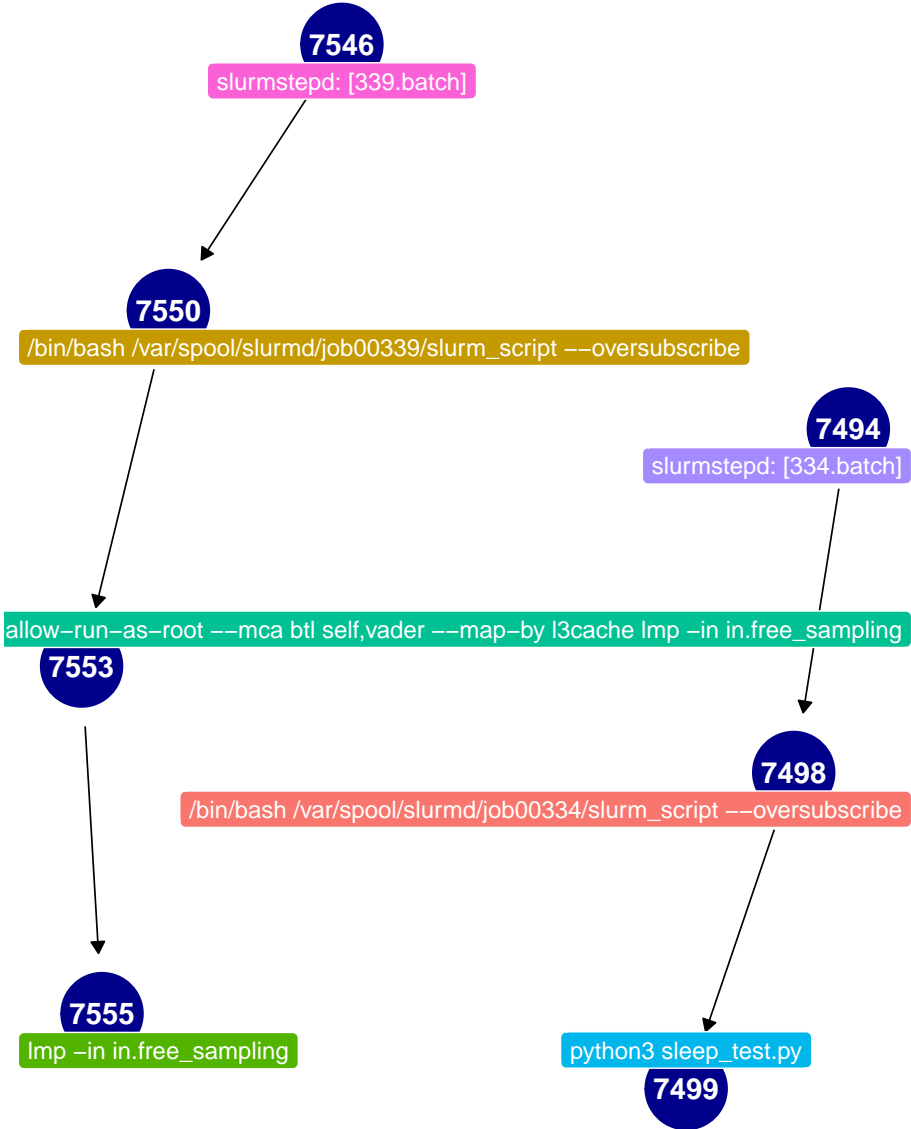 7546
slurmstepd: [339.batch]
7550
/bin/bash /var/spool/slurmd/job00339/slurm_script −−oversubscribe
7494
slurmstepd: [334.batch]
allow−run−as−root −−mca btl self,vader −−map−by l3cache lmp −in in.free_sampling
7553
7498
/bin/bash /var/spool/slurmd/job00334/slurm_script −−oversubscribe
7555
lmp −in in.free_sampling
python3 sleep_test.py
7499